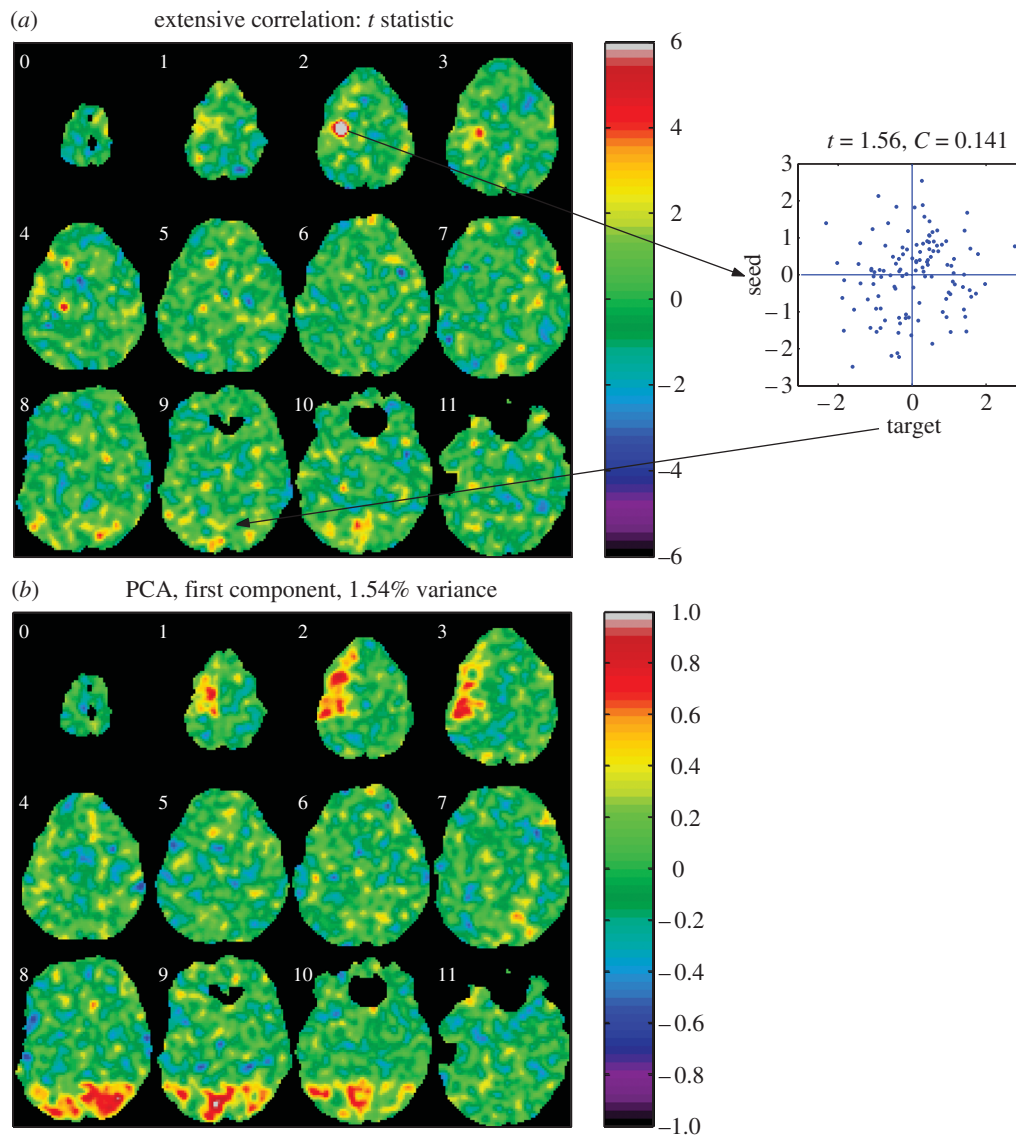 (a) extensive correlation: t statistic
0 1 2 3
4 5 6 7
8 9 10 11
6
4
2
0
−2
−4
−6
t = 1.56, C = 0.141
3
2
1
0
−1
−2
−3
seed
−2 0 2
target
(b) PCA, first component, 1.54% variance
0 1 2 3
4 5 6 7
8 9 10 11
1.0
0.8
0.6
0.4
0.2
0
−0.2
−0.4
−0.6
−0.8
−1.0